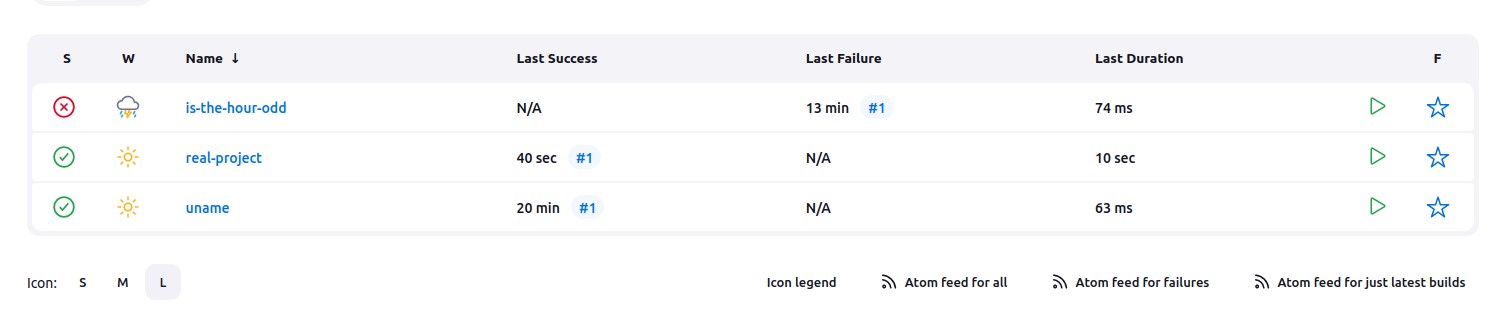 S W Name ↓ Last Success Last Failure Last Duration F
is-the-hour-odd N/A 13 min #1 74 ms
real-project 40 sec #1 N/A 10 sec
uname 20 min #1 N/A 63 ms
Icon: S M L Icon legend Atom feed for all Atom feed for failures Atom feed for just latest builds